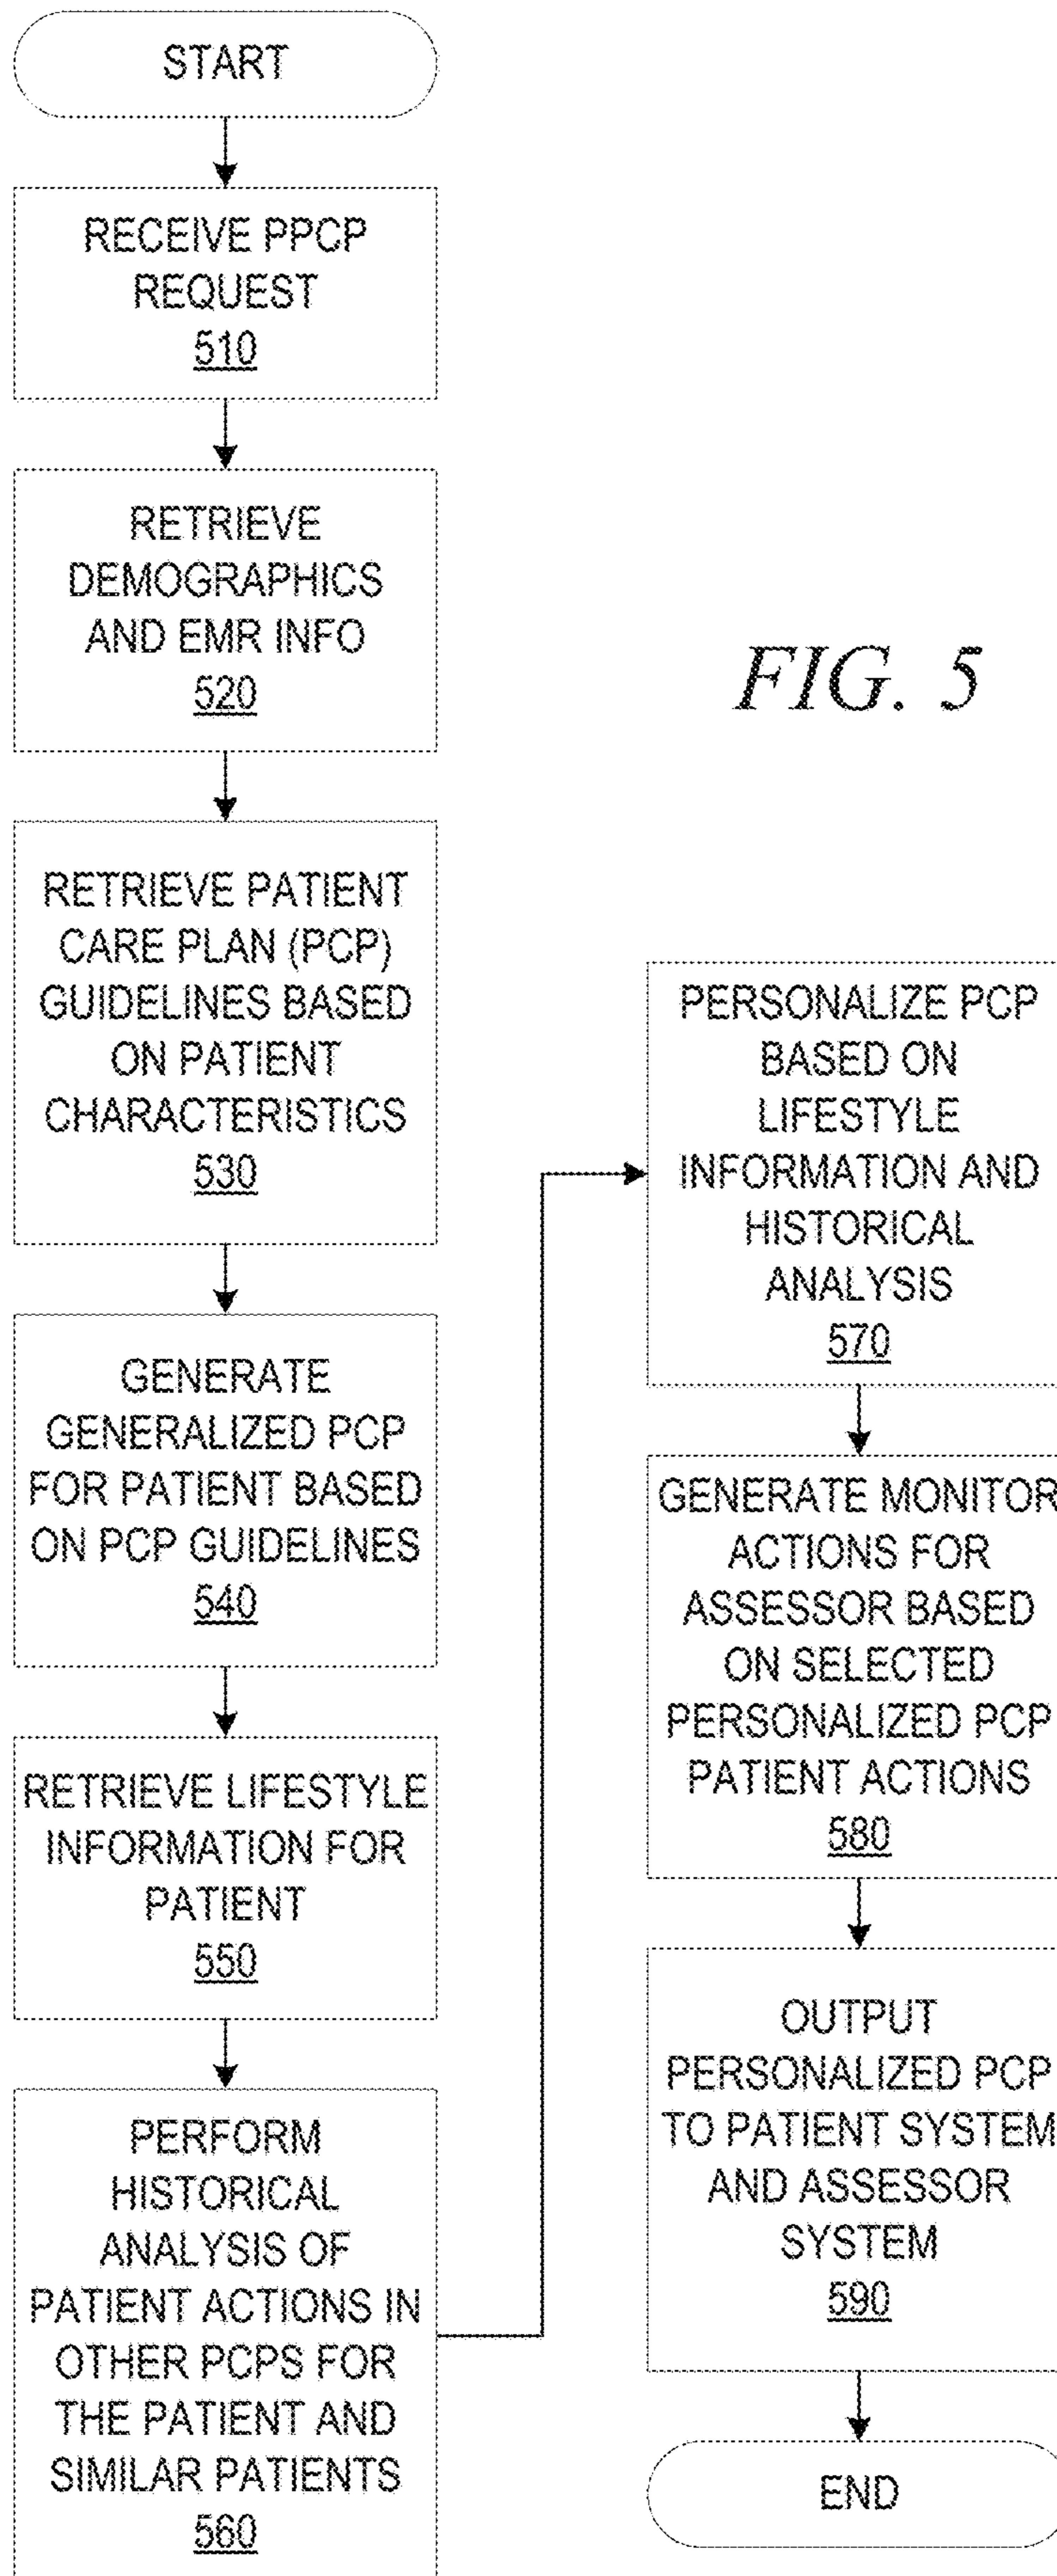 START
RECEIVE PPCP
REQUEST
510
RETRIEVE
DEMOGRAPHICS
AND EMR INFO
520
RETRIEVE PATIENT
CARE PLAN (PCP)
GUIDELINES BASED
ON PATIENT
CHARACTERISTICS
530
GENERATE
GENERALIZED PCP
FOR PATIENT BASED
ON PCP GUIDELINES
540
RETRIEVE LIFESTYLE
INFORMATION FOR
PATIENT
550
PERFORM
HISTORICAL
ANALYSIS OF
PATIENT ACTIONS IN
OTHER PCPS FOR
THE PATIENT AND
SIMILAR PATIENTS
560
FIG. 5
PERSONALIZE PCP
BASED ON
LIFESTYLE
INFORMATION AND
HISTORICAL
ANALYSIS
570
GENERATE MONITOR
ACTIONS FOR
ASSESSOR BASED
ON SELECTED
PERSONALIZED PCP
PATIENT ACTIONS
580
OUTPUT
PERSONALIZED PCP
TO PATIENT SYSTEM
AND ASSESSOR
SYSTEM
590
END